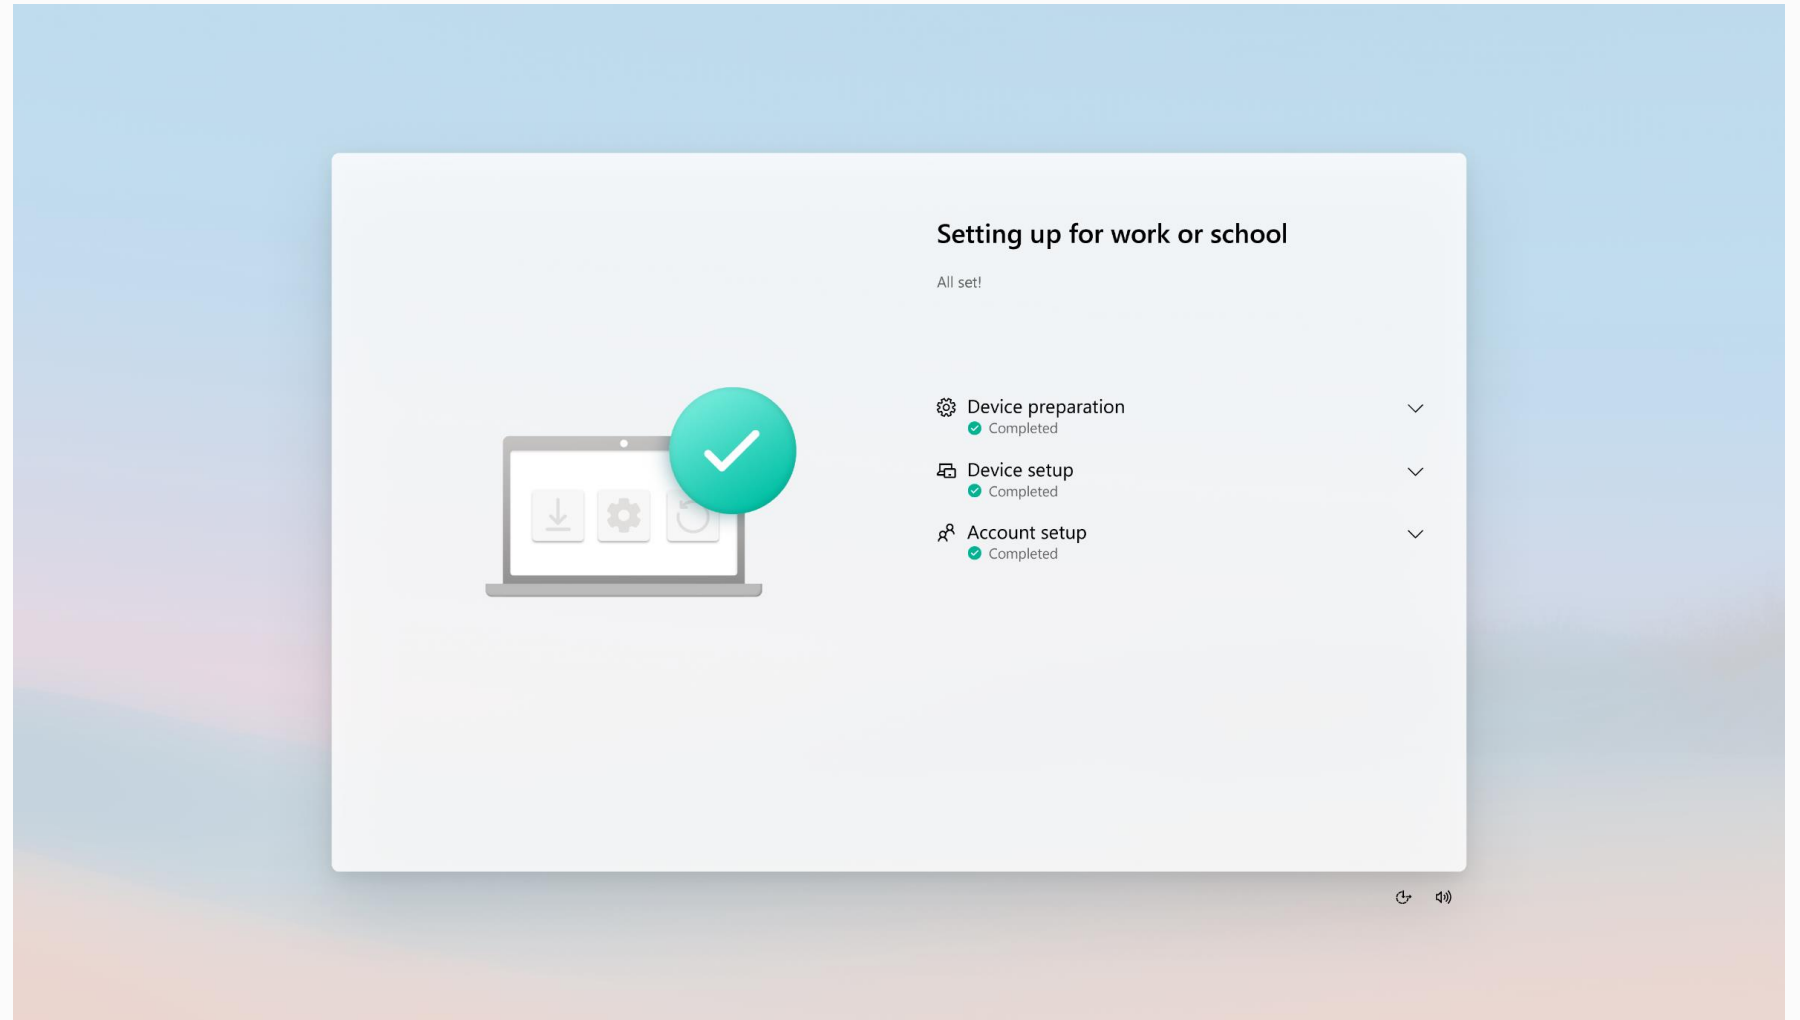 Setting up for work or school
All set!
Device preparation
Completed
Device setup
Completed
Account setup
Completed